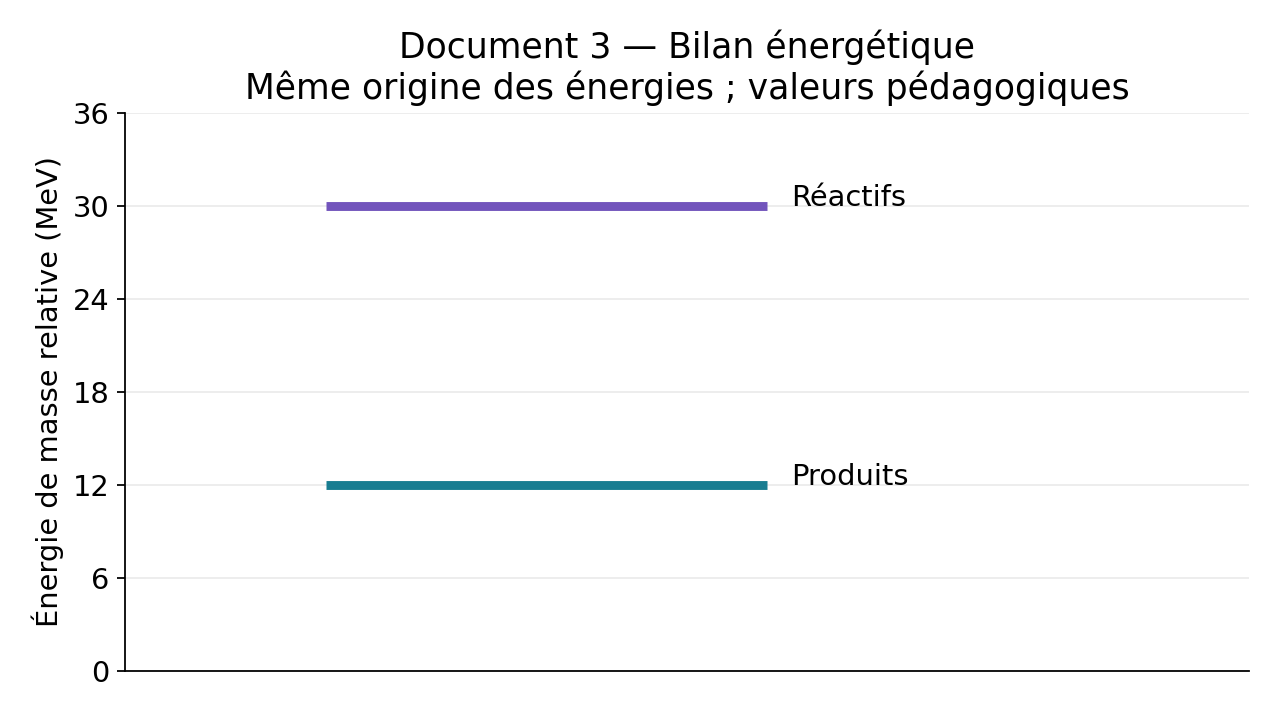 Document 3 — Bilan énergétique
Même origine des énergies ; valeurs pédagogiques
Énergie de masse relative (MeV)
36
30
24
18
12
6
0
Réactifs
Produits